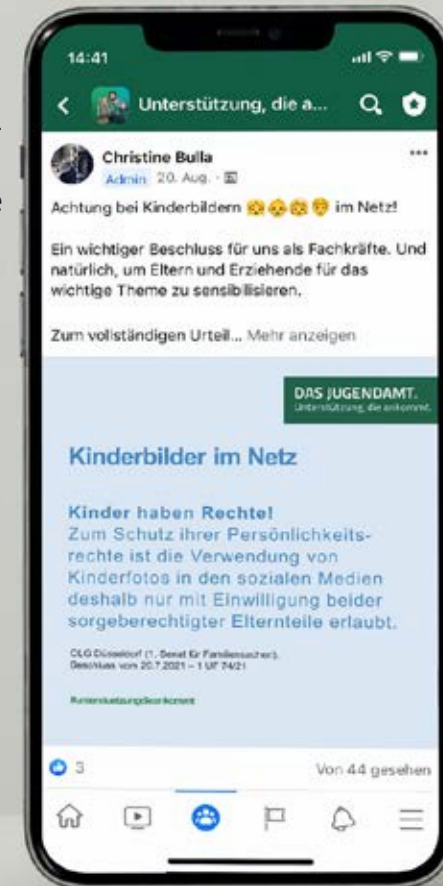 14:41
Unterstützung, die a...
Christine Bulla
Admin 20. Aug. ·
Achtung bei Kinderbildern 👧👶👧👦 im Netz!
Ein wichtiger Beschluss für uns als Fachkräfte. Und
natürlich, um Eltern und Erziehende für das
wichtige Thema zu sensibilisieren.
Zum vollständigen Urteil... Mehr anzeigen
DAS JUGENDAMT.
Unterstützung, die ankommt.
Kinderbilder im Netz
Kinder haben Rechte!
Zum Schutz ihrer Persönlichkeits-
rechte ist die Verwendung von
Kinderfotos in den sozialen Medien
deshalb nur mit Einwilligung beider
sorgeberechtigter Elternteile erlaubt.
OLG Düsseldorf (1. Senat für Familiensachen),
Beschluss vom 20.7.2021 – 1 UF 74/21
#unterstuetzungdieankommt
3
Von 44 gesehen